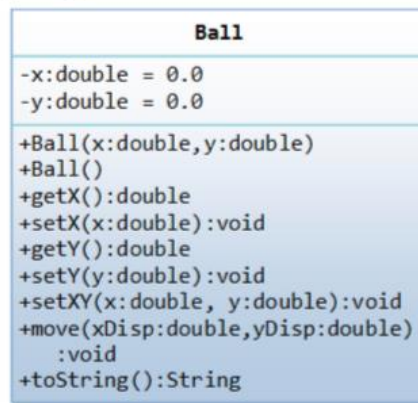 Ball
-x:double = 0.0
-y:double = 0.0
+Ball(x:double,y:double)
+Ball()
+getX():double
+setX(x:double):void
+getY():double
+setY(y:double):void
+setXY(x:double, y:double):void
+move(xDisp:double,yDisp:double)
:void
+toString():String